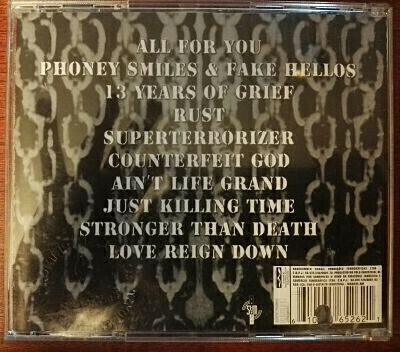 ALL FOR YOU
PHONEY SMILES & FAKE HELLOS
13 YEARS OF GRIEF
RUST
SUPERTERRORIZER
COUNTERFEIT GOD
AIN'T LIFE GRAND
JUST KILLING TIME
STRONGER THAN DEATH
LOVE REIGN DOWN